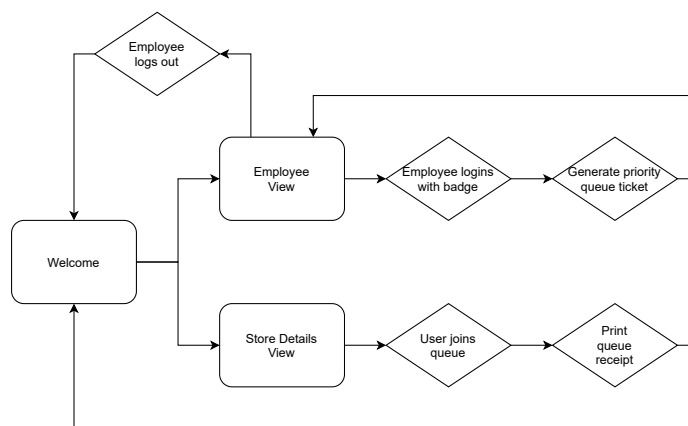 Employee
logs out
Employee
View
Employee logins
with badge
Generate priority
queue ticket
Welcome
Store Details
View
User joins
queue
Print
queue
receipt